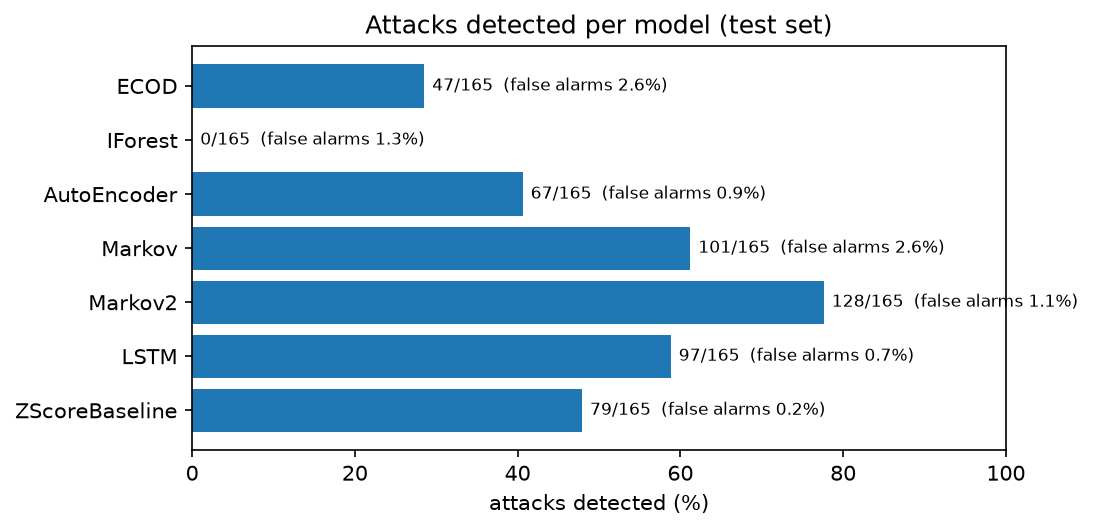 Attacks detected per model (test set)
ECOD 47/165 (false alarms 2.6%)
IForest 0/165 (false alarms 1.3%)
AutoEncoder 67/165 (false alarms 0.9%)
Markov 101/165 (false alarms 2.6%)
Markov2 128/165 (false alarms 1.1%)
LSTM 97/165 (false alarms 0.7%)
ZScoreBaseline 79/165 (false alarms 0.2%)
0 20 40 60 80 100
attacks detected (%)